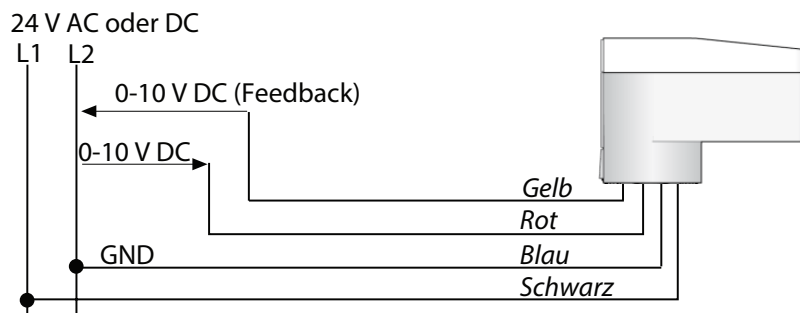 24 V AC oder DC
L1 L2
0-10 V DC (Feedback)
0-10 V DC
Gelb
Rot
GND Blau
Schwarz